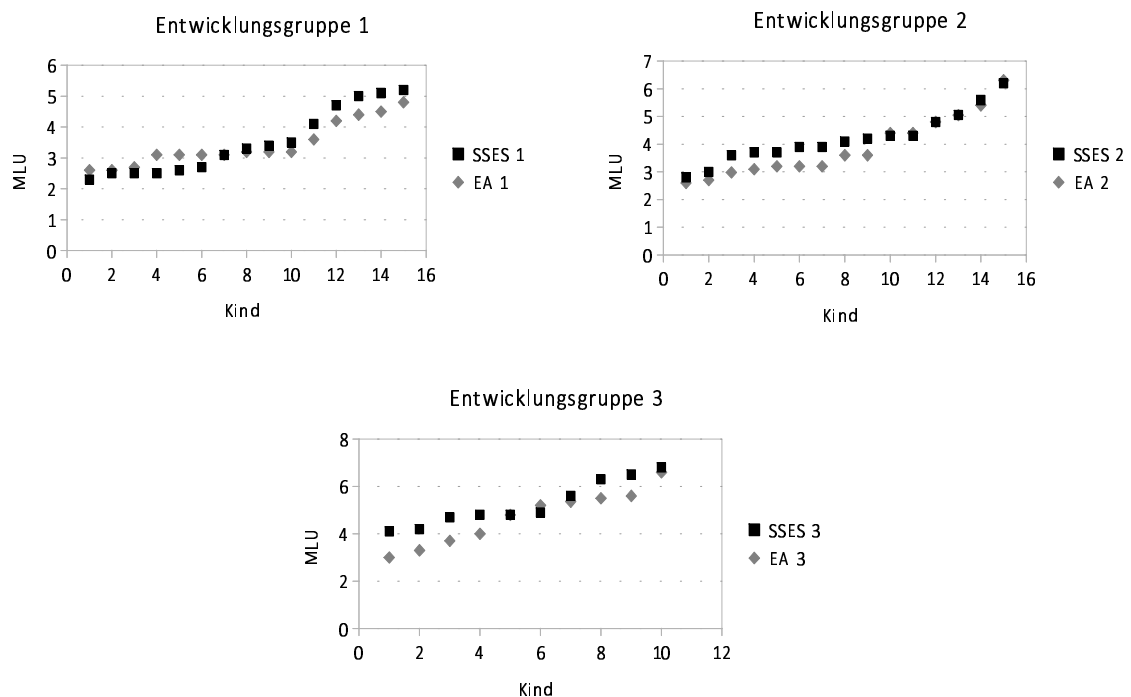 Entwicklungsgruppe 1
6
5
4
3
2
1
0
MLU
0 2 4 6 8 10 12 14 16
Kind
SSES 1
EA 1
Entwicklungsgruppe 2
7
6
5
4
3
2
1
0
MLU
0 2 4 6 8 10 12 14 16
Kind
SSES 2
EA 2
Entwicklungsgruppe 3
8
6
4
2
0
MLU
0 2 4 6 8 10 12
Kind
SSES 3
EA 3